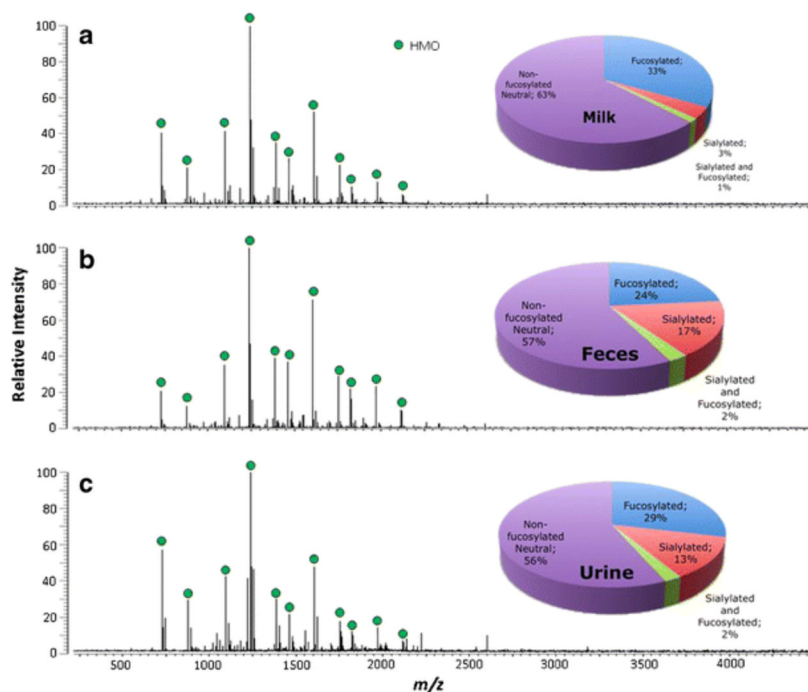 a
HMO
100
80
60
40
20
0
Non-
fucosylated
Neutral; 63%
Fucosylated;
33%
Milk
Sialylated;
3%
Sialylated and
Fucosylated;
1%
b
100
80
60
40
20
0
Non-
fucosylated
Neutral;
57%
Fucosylated;
24%
Sialylated;
17%
Feces
Sialylated
and
Fucosylated;
2%
Relative Intensity
c
100
80
60
40
20
0
Non-
fucosylated
Neutral;
56%
Fucosylated;
29%
Sialylated;
13%
Urine
Sialylated
and
Fucosylated;
2%
500
1000
1500
2000
2500
3000
3500
4000
m/z